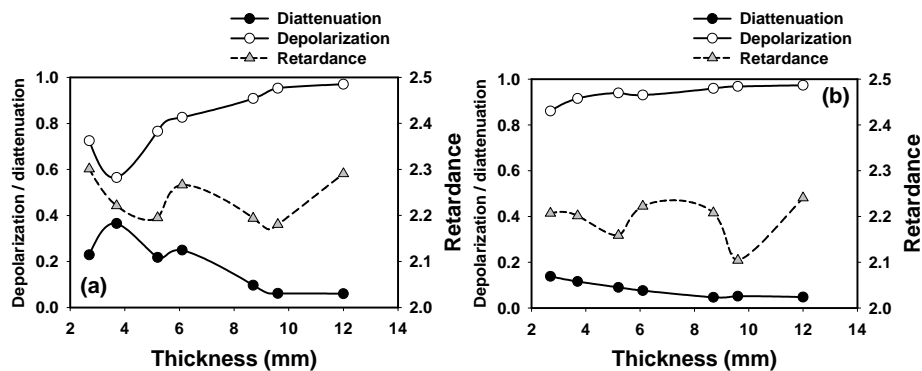 Diattenuation
Depolarization
Retardance
1.0
0.8
0.6
0.4
0.2
0.0
Depolarization / diattenuation
2.5
2.4
2.3
2.2
2.1
2.0
Retardance
(a)
2 4 6 8 10 12 14
Thickness (mm)
Diattenuation
Depolarization
Retardance
1.0
0.8
0.6
0.4
0.2
0.0
Depolarization / diattenuation
2.5
2.4
2.3
2.2
2.1
2.0
Retardance
(b)
2 4 6 8 10 12 14
Thickness (mm)